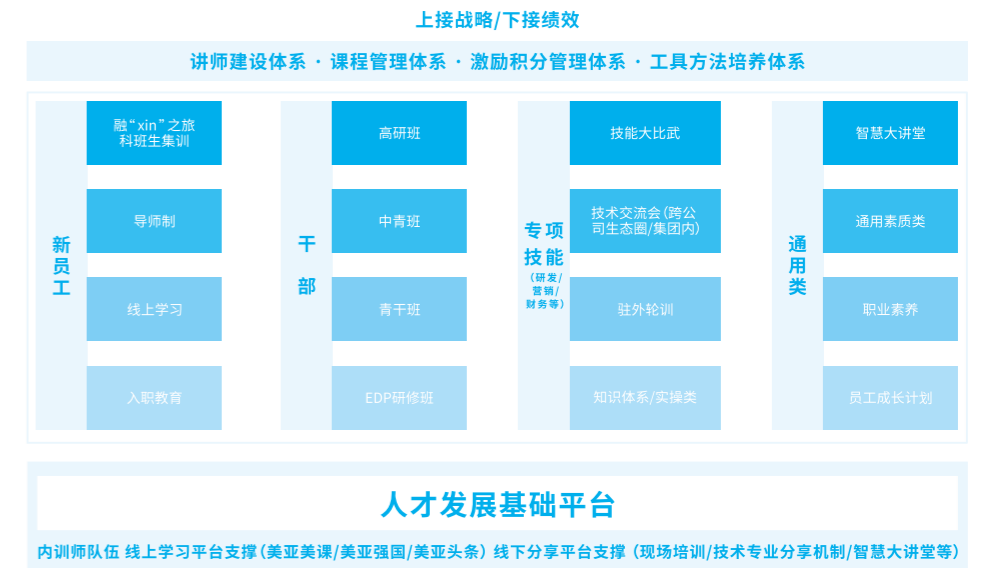 上接战略/下接绩效
讲师建设体系 · 课程管理体系 · 激励积分管理体系 · 工具方法培养体系
新
员
工
融“xin”之旅
科班生集训
导师制
线上学习
入职教育
干
部
高研班
中青班
青干班
EDP研修班
专项
技能
（研发/
营销/
财务等）
技能大比武
技术交流会（跨公
司生态圈/集团内）
驻外轮训
知识体系/实操类
通
用
类
智慧大讲堂
通用素质类
职业素养
员工成长计划
人才发展基础平台
内训师队伍 线上学习平台支撑（美亚美课/美亚强国/美亚头条） 线下分享平台支撑（现场培训/技术专业分享机制/智慧大讲堂等）